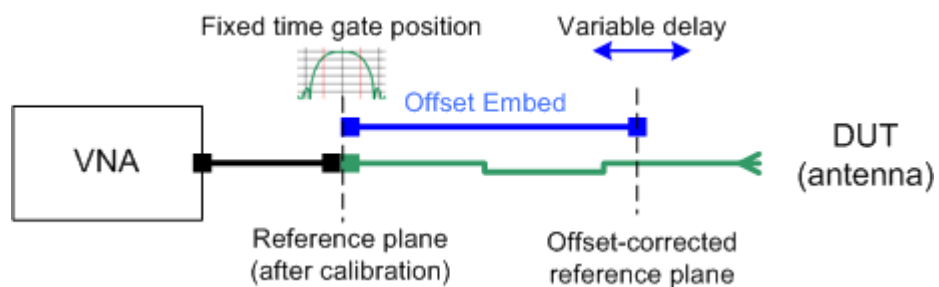 Fixed time gate position
Variable delay
Offset Embed
VNA
DUT
(antenna)
Reference plane
(after calibration)
Offset-corrected
reference plane